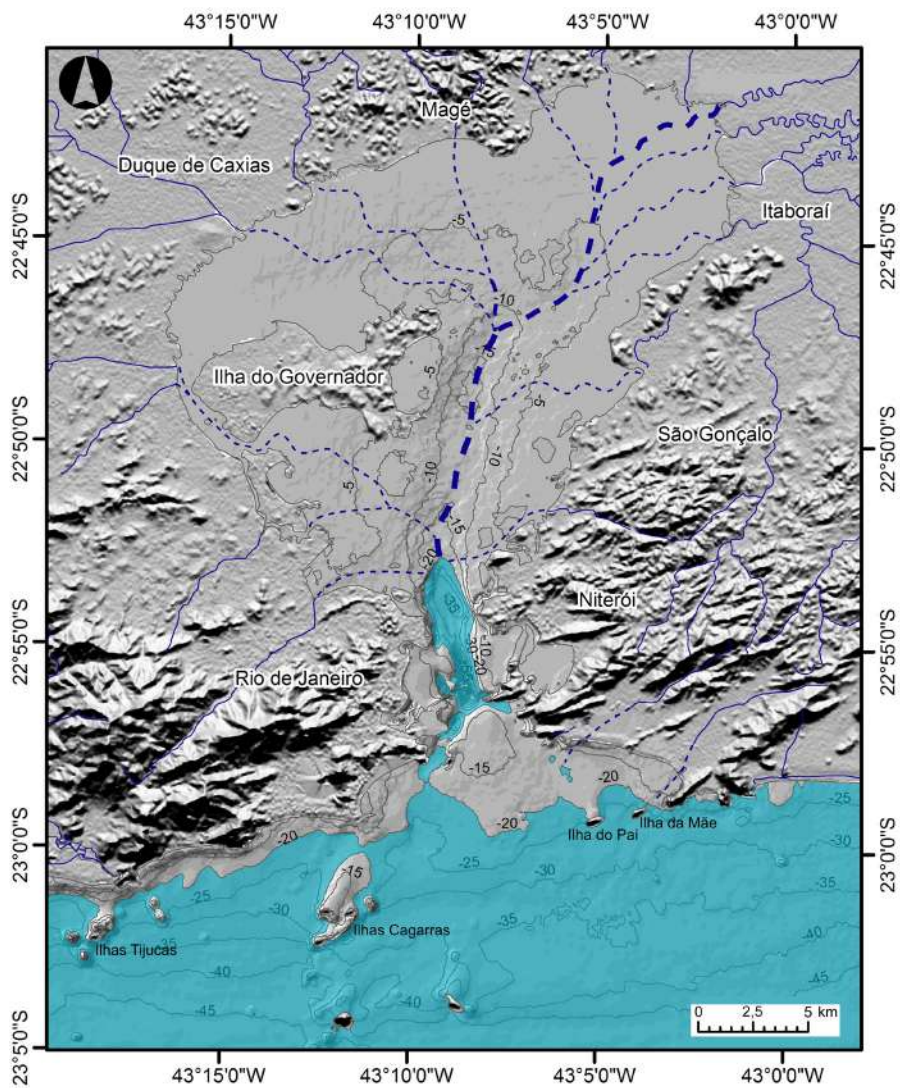 43°15'0"W 43°10'0"W 43°5'0"W 43°0'0"W
Magé
Duque de Caxias
Itaboraí
22°45'0"S
22°45'0"S
-5
-10
-5
Ilha do Governador
-5
-5
22°50'0"S
22°50'0"S
São Gonçalo
-10
-10
-5
-15
-20
-35
Niterói
-10
-20
-30
22°55'0"S
22°55'0"S
Rio de Janeiro
-15
-20
-20
-20
-25
Ilha do Pai
Ilha da Mãe
23°0'0"S
23°0'0"S
-15
-25
-30
-25
-30
-35
-35
Ilhas Cagarras
Ilhas Tijucas
-35
-40
-40
-40
-45
-45
0 2,5 5 km
23°5'0"S
23°5'0"S
43°15'0"W 43°10'0"W 43°50'0"W 43°0'0"W